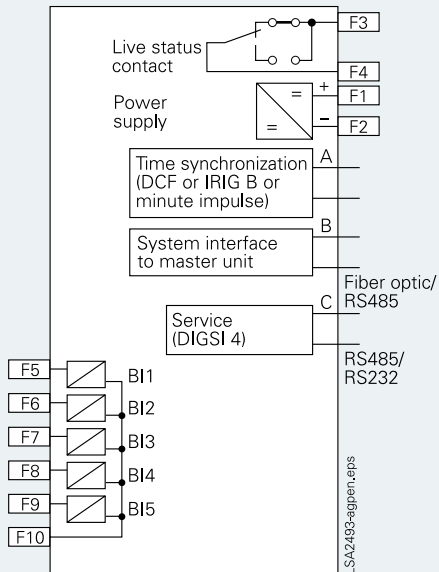 F3
Live status
contact
F4
Power
supply
=
=
+
F1
–
F2
Time synchronization
(DCF or IRIG B or
minute impulse)
A
System interface
to master unit
B
Fiber optic/
RS485
Service
(DIGSI 4)
C
RS485/
RS232
F5
BI1
F6
BI2
F7
BI3
F8
BI4
F9
BI5
F10
LSA2493-agpen.eps